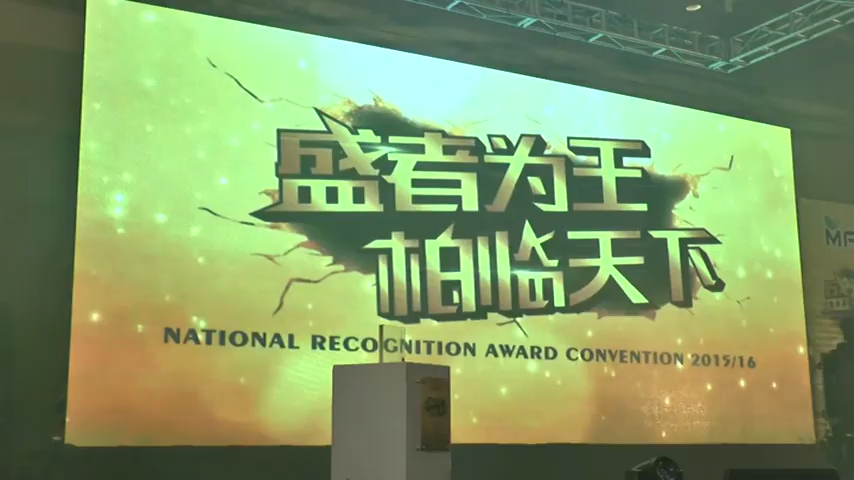 盛者为王
柏临天下
NATIONAL RECOGNITION AWARD CONVENTION 2015/16